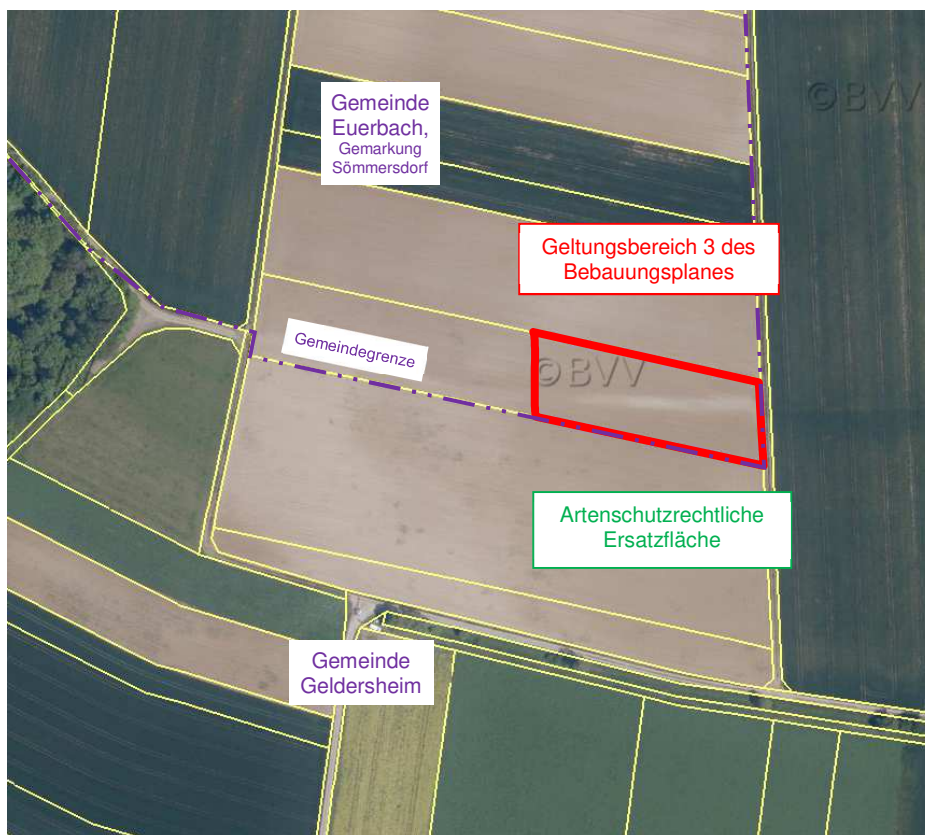 ©BVV
Gemeinde
Euerbach,
Gemarkung
Sömmersdorf
Geltungsbereich 3 des
Bebauungsplanes
Gemeindegrenze
©BVV
Artenschutzrechtliche
Ersatzfläche
Gemeinde
Geldersheim